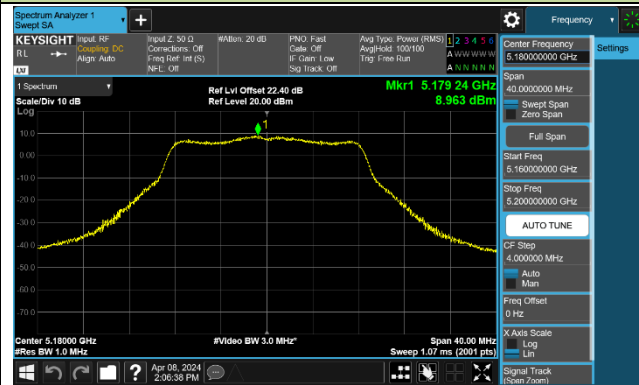 Spectrum Analyzer 1
Swept SA
Frequency
KEYSIGHT
RL
LXI
Input: RF
Coupling: DC
Align: Auto
Input Z: 50 Ω
Corrections: Off
Freq Ref: Int (S)
NFE: Off
#Atten: 20 dB
PNO: Fast
Gate: Off
IF Gain: Low
Sig Track: Off
Avg Type: Power (RMS)
Avg|Hold: 100/100
Trig: Free Run
1 2 3 4 5 6
A W W W W W
A N N N N N
Settings
Center Frequency
5.180000000 GHz
Span
40.0000000 MHz
Swept Span
Zero Span
Full Span
Start Freq
5.160000000 GHz
Stop Freq
5.200000000 GHz
AUTO TUNE
CF Step
4.000000 MHz
Auto
Man
Freq Offset
0 Hz
X Axis Scale
Log
Lin
Signal Track
(Span Zoom)
1 Spectrum
Scale/Div 10 dB
Log
Ref Lvl Offset 22.40 dB
Ref Level 20.00 dBm
Mkr1 5.179 24 GHz
8.963 dBm
1
10.0
0.00
-10.0
-20.0
-30.0
-40.0
-50.0
-60.0
-70.0
Center 5.18000 GHz
#Res BW 1.0 MHz
#Video BW 3.0 MHz*
Span 40.00 MHz
Sweep 1.07 ms (2001 pts)
?
Apr 08, 2024
2:06:38 PM